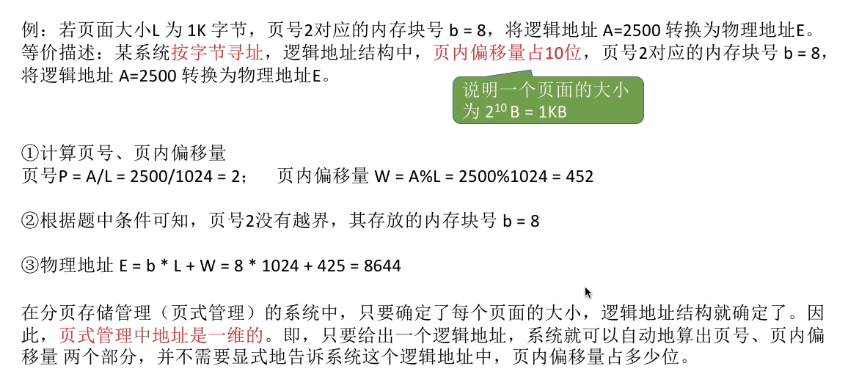 例：若页面大小L 为 1K 字节，页号2对应的内存块号 b = 8，将逻辑地址 A=2500 转换为物理地址E。
等价描述：某系统按字节寻址，逻辑地址结构中，页内偏移量占10位，页号2对应的内存块号 b = 8，
将逻辑地址 A=2500 转换为物理地址E。
说明一个页面的大小
为 2¹⁰ B = 1KB
①计算页号、页内偏移量
页号P = A/L = 2500/1024 = 2； 页内偏移量 W = A%L = 2500%1024 = 452
②根据题中条件可知，页号2没有越界，其存放的内存块号 b = 8
③物理地址 E = b * L + W = 8 * 1024 + 425 = 8644
在分页存储管理（页式管理）的系统中，只要确定了每个页面的大小，逻辑地址结构就确定了。因
此，页式管理中地址是一维的。即，只要给出一个逻辑地址，系统就可以自动地算出页号、页内偏
移量 两个部分，并不需要显式地告诉系统这个逻辑地址中，页内偏移量占多少位。